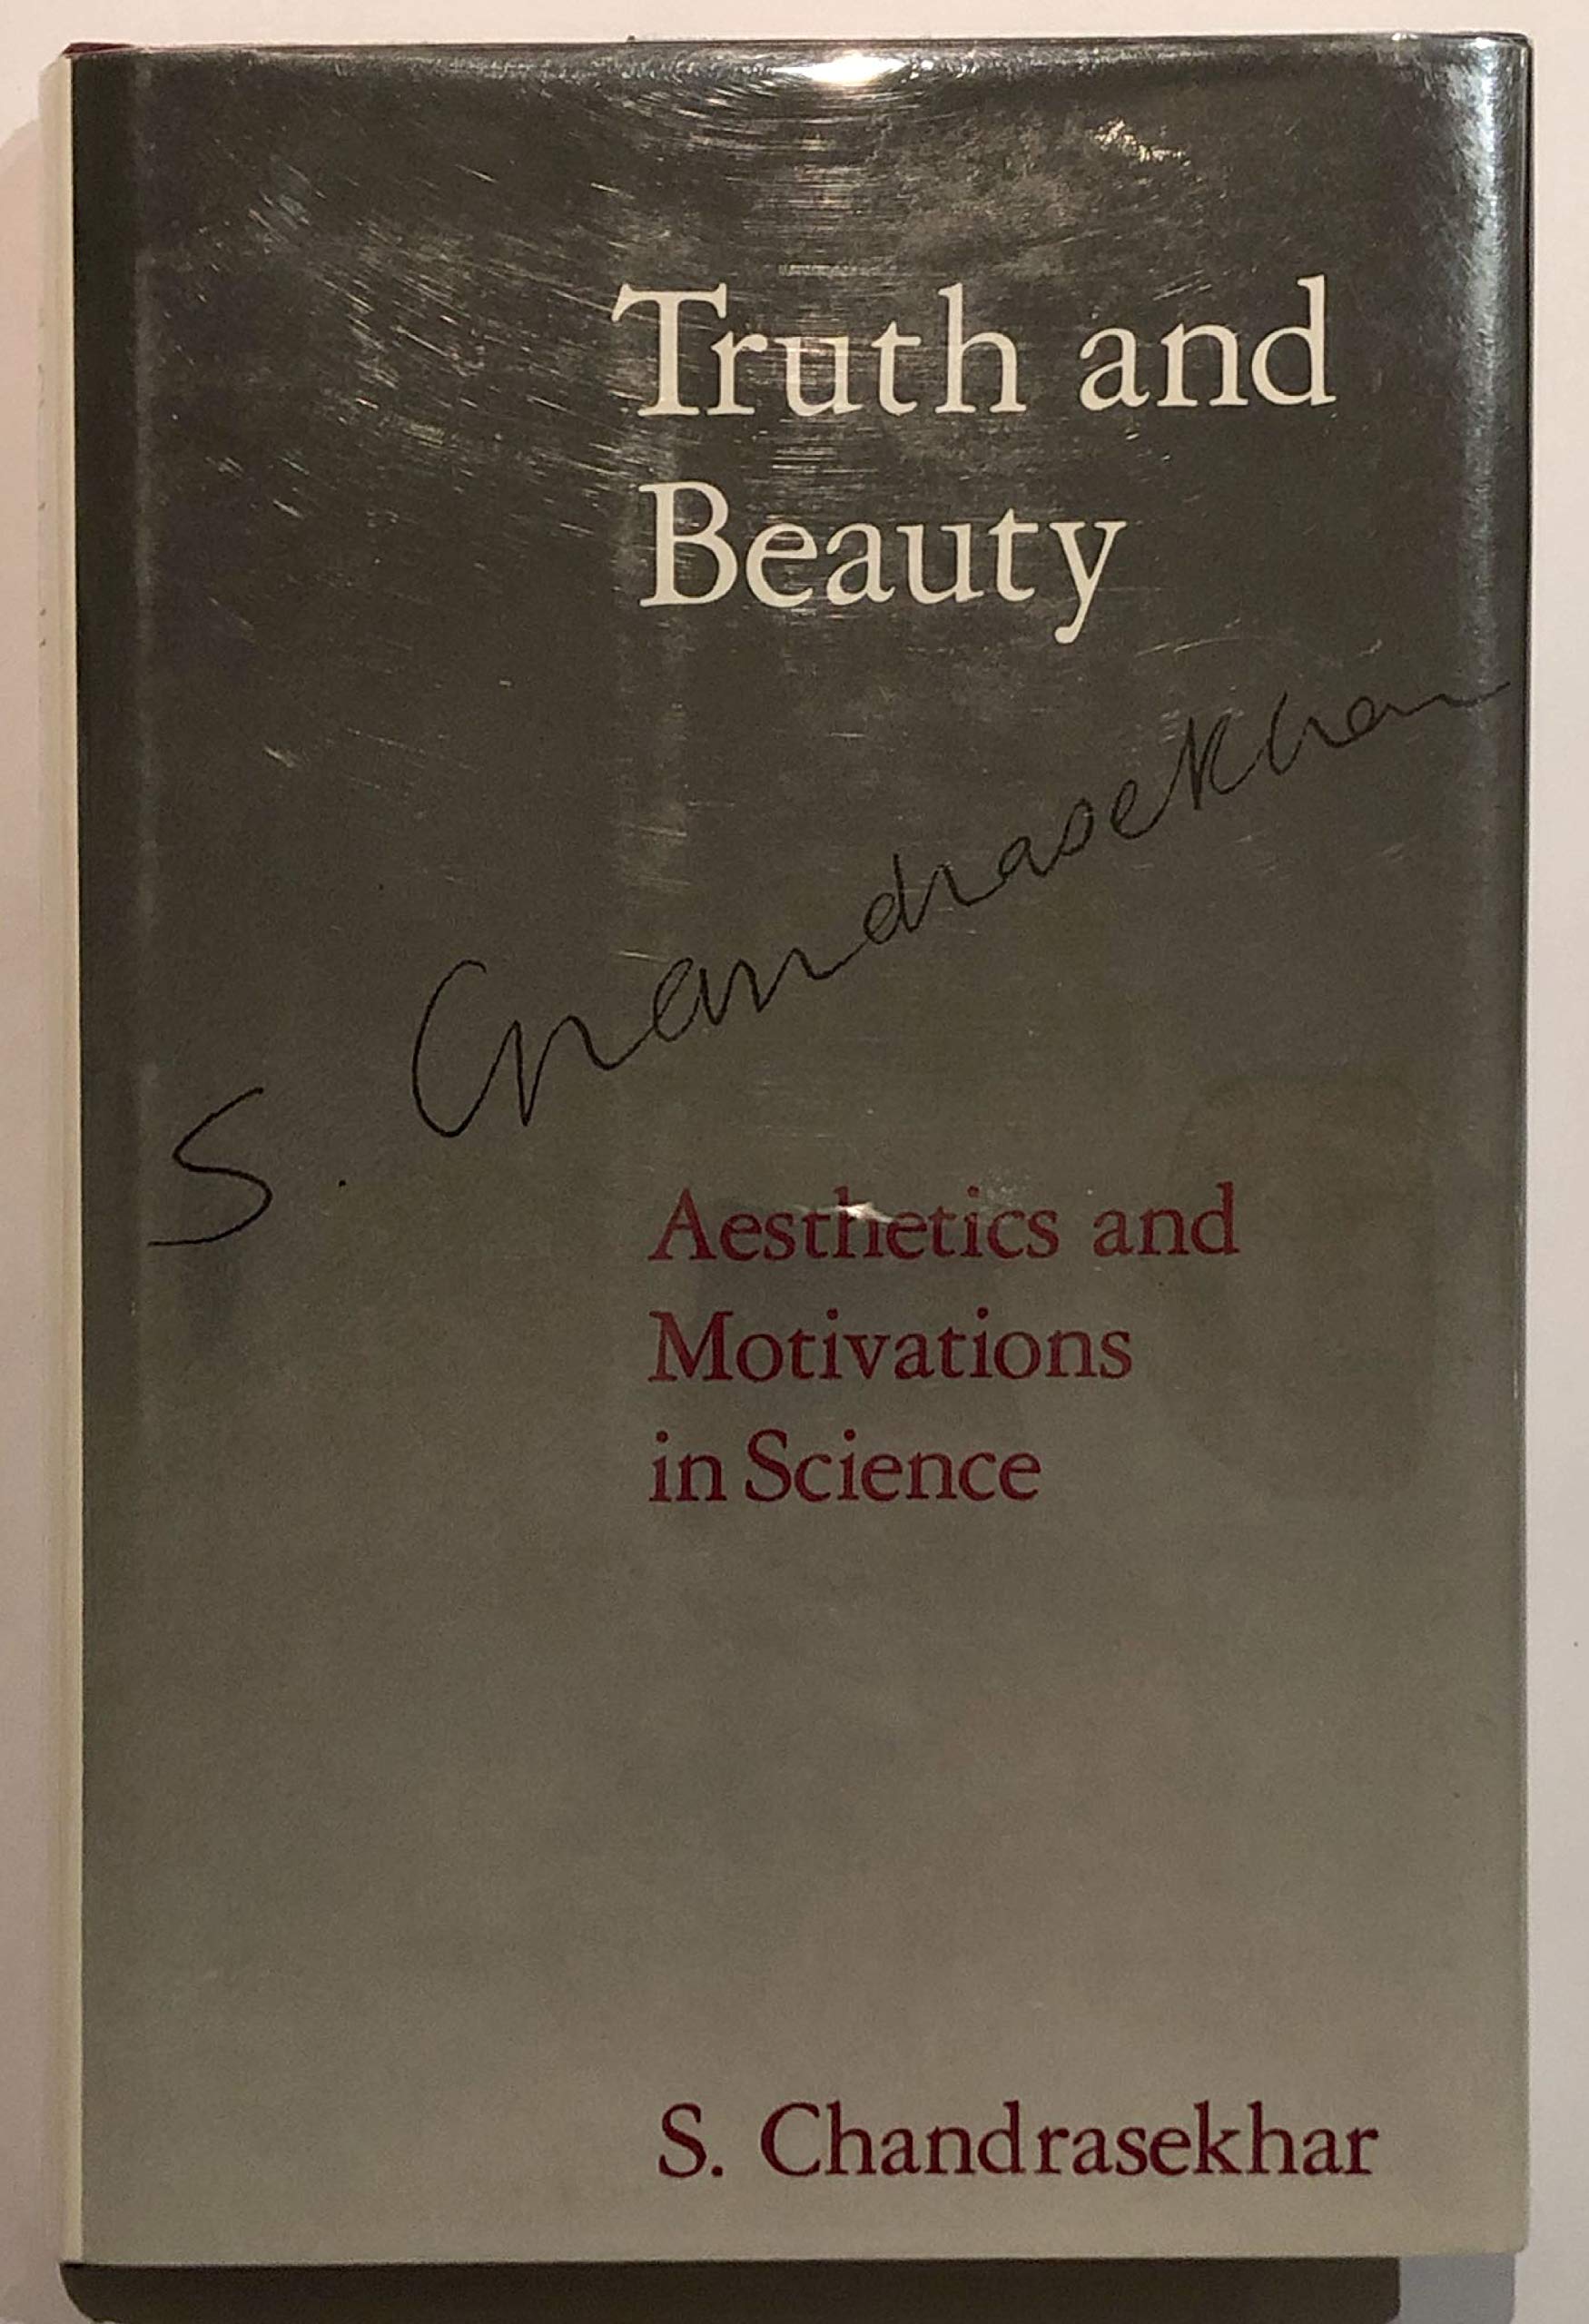 Truth and
Beauty
S. Chandrasekhar
Aesthetics and
Motivations
in Science
S. Chandrasekhar